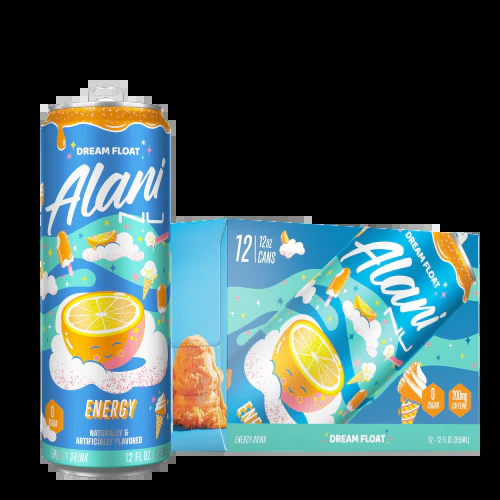 DREAM FLOAT
Alani
NU
ENERGY
0
SUGAR
NATURALLY &
ARTIFICIALLY FLAVORED
ENERGY DRINK
12 FL OZ
12
12OZ
CANS
DREAM FLOAT
Alani
NU
0
SUGAR
200mg
CAFFEINE
ENERGY DRINK
DREAM FLOAT
12-12 FL OZ (355ML)